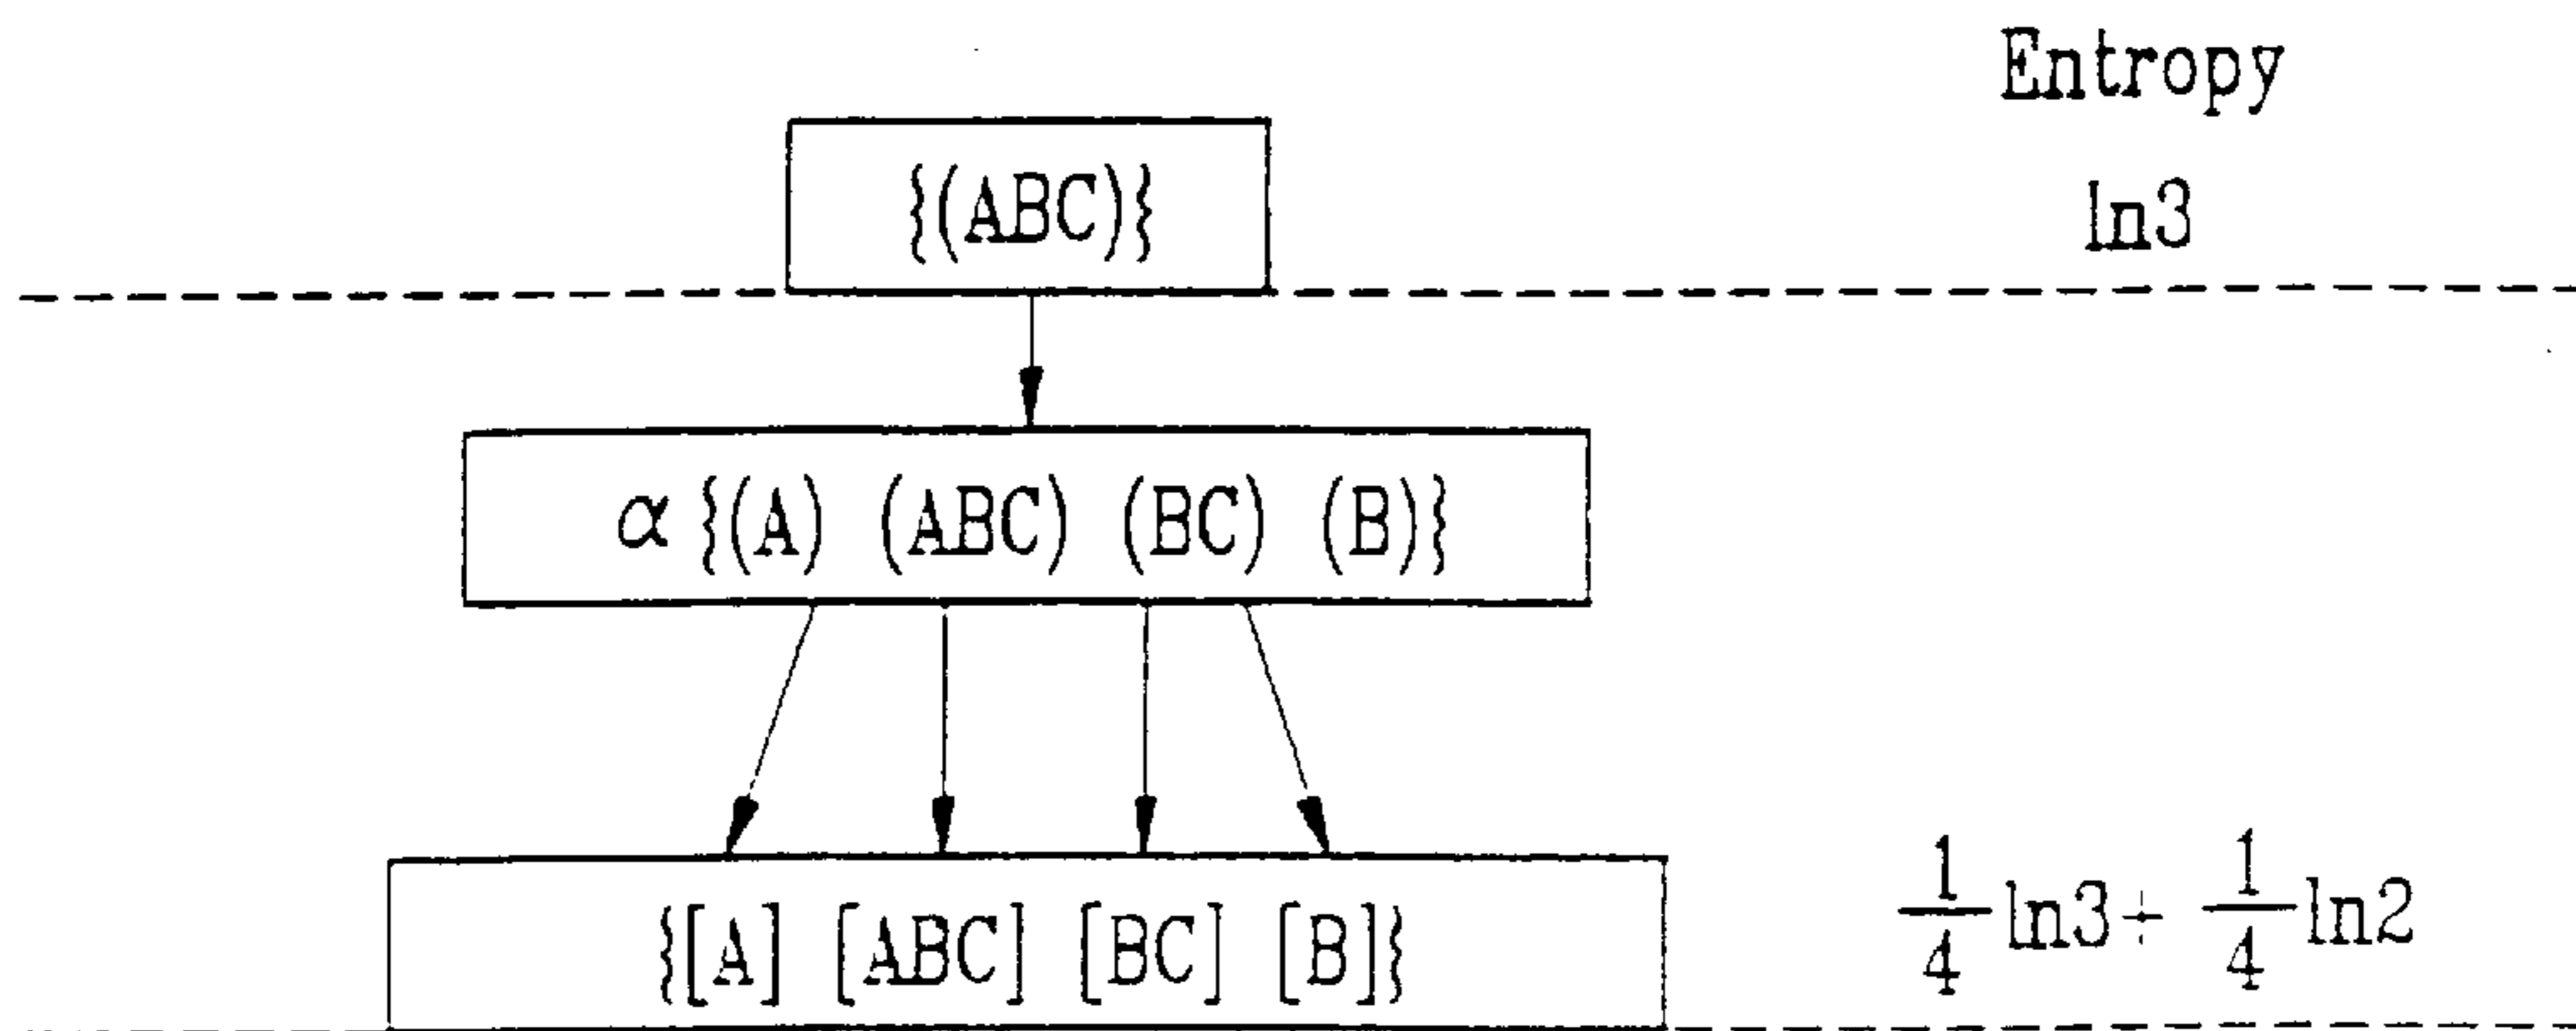 Entropy
{(ABC)}
ln3
α {(A) (ABC) (BC) (B)}
{[A] [ABC] [BC] [B]}
1/4 ln3 + 1/4 ln2